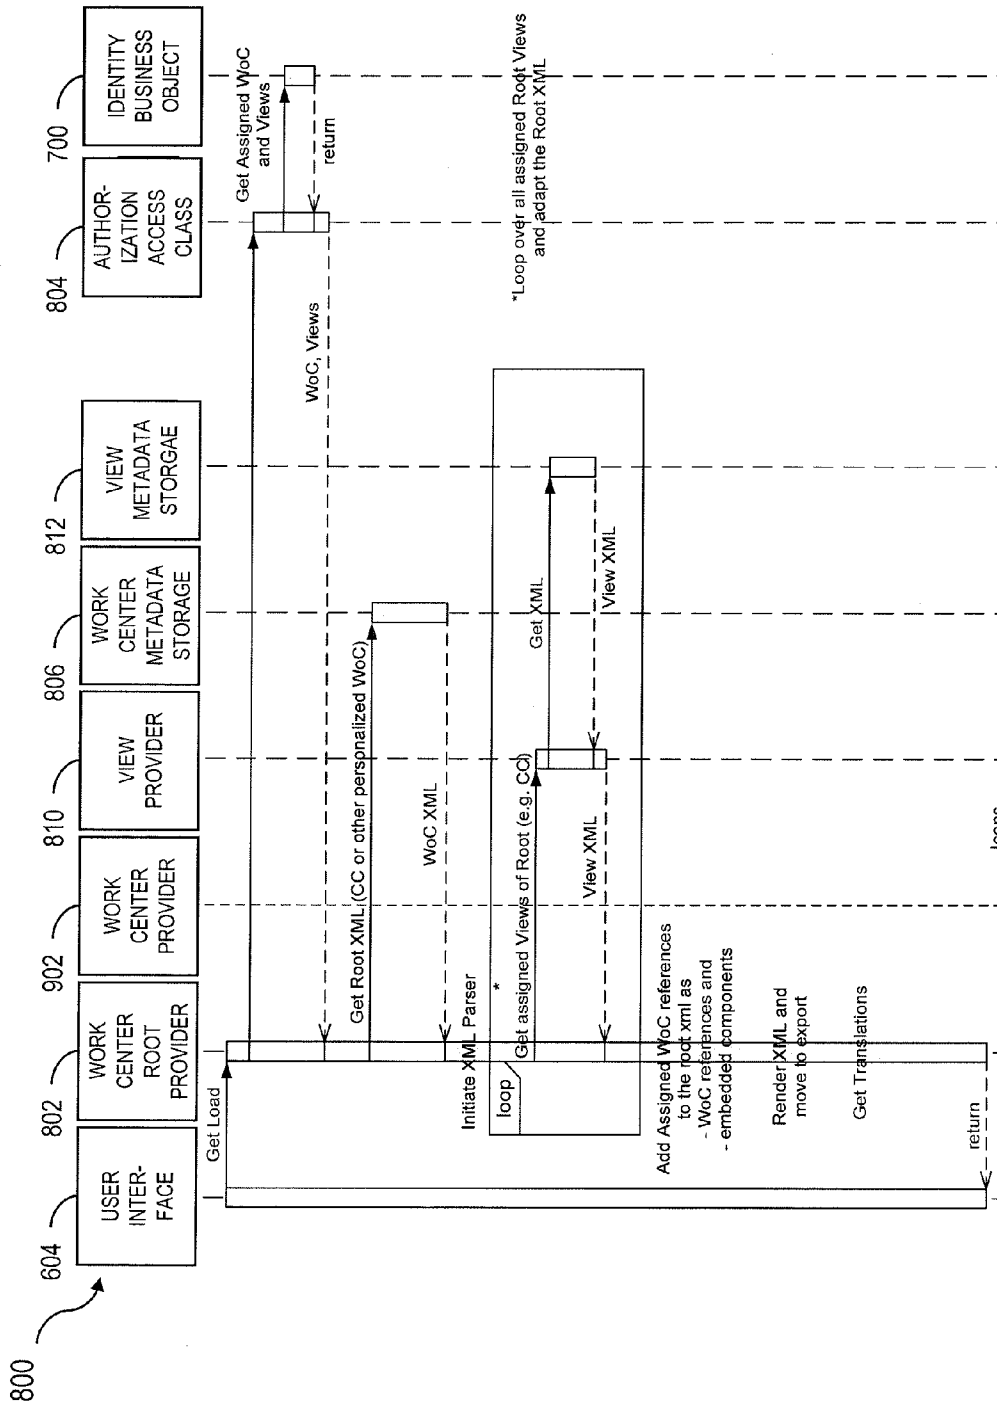 800
604
802
902
810
806
812
804
700
USER
INTER-
FACE
WORK
CENTER
ROOT
PROVIDER
WORK
CENTER
PROVIDER
VIEW
PROVIDER
WORK
CENTER
METADATA
STORAGE
VIEW
METADATA
STORGAE
AUTHOR-
IZATION
ACCESS
CLASS
IDENTITY
BUSINESS
OBJECT
Get Load
Get Assigned WoC
and Views
return
WoC, Views
Get Root XML (CC or other personalized WoC)
WoC XML
Initiate XML Parser
*
loop
Get assigned Views of Root (e.g. CC)
Get XML
View XML
View XML
*Loop over all assigned Root Views
and adapt the Root XML
Add Assigned WoC references
to the root xml as
- WoC references and
- embedded components
Render XML and
move to export
Get Translations
return